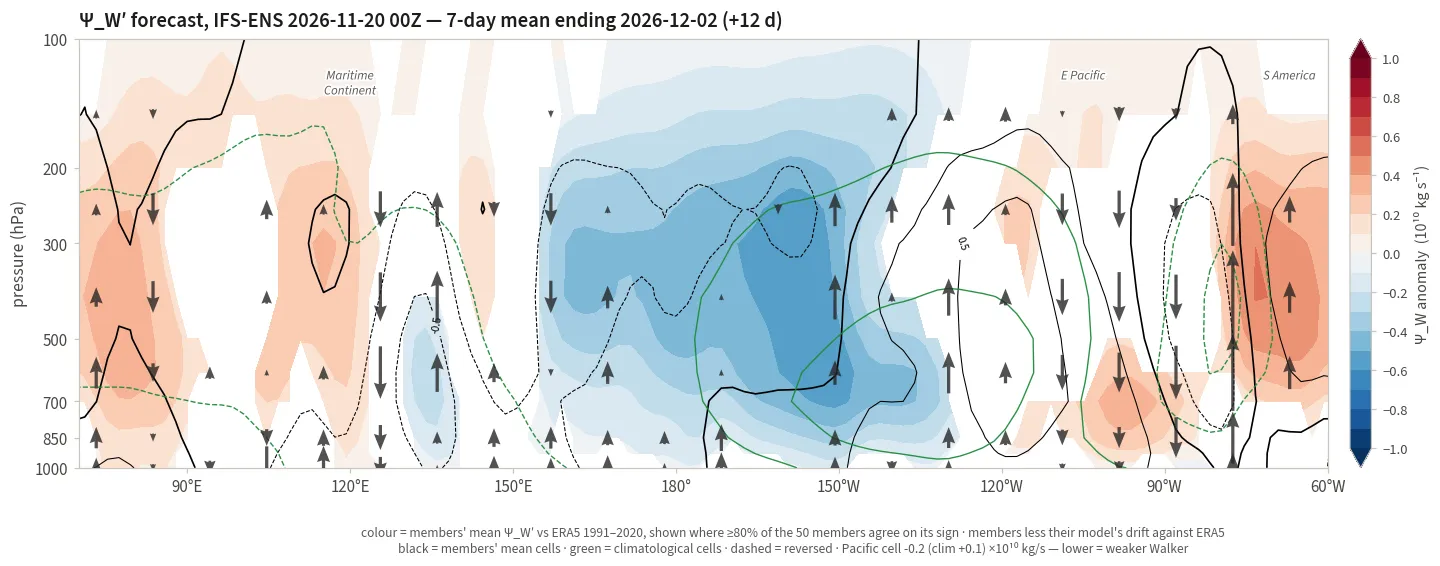 Ψ_W′ forecast, IFS-ENS 2026-11-20 00Z — 7-day mean ending 2026-12-02 (+12 d)
100
200
300
500
700
850
1000
pressure (hPa)
Maritime
Continent
E Pacific
S America
0.5
-0.5
90°E
120°E
150°E
180°
150°W
120°W
90°W
60°W
1.0
0.8
0.6
0.4
0.2
0.0
−0.2
−0.4
−0.6
−0.8
−1.0
Ψ_W anomaly (10¹⁰ kg s⁻¹)
colour = members' mean Ψ_W′ vs ERA5 1991–2020, shown where ≥80% of the 50 members agree on its sign · members less their model's drift against ERA5
black = members' mean cells · green = climatological cells · dashed = reversed · Pacific cell -0.2 (clim +0.1) ×10¹⁰ kg/s — lower = weaker Walker